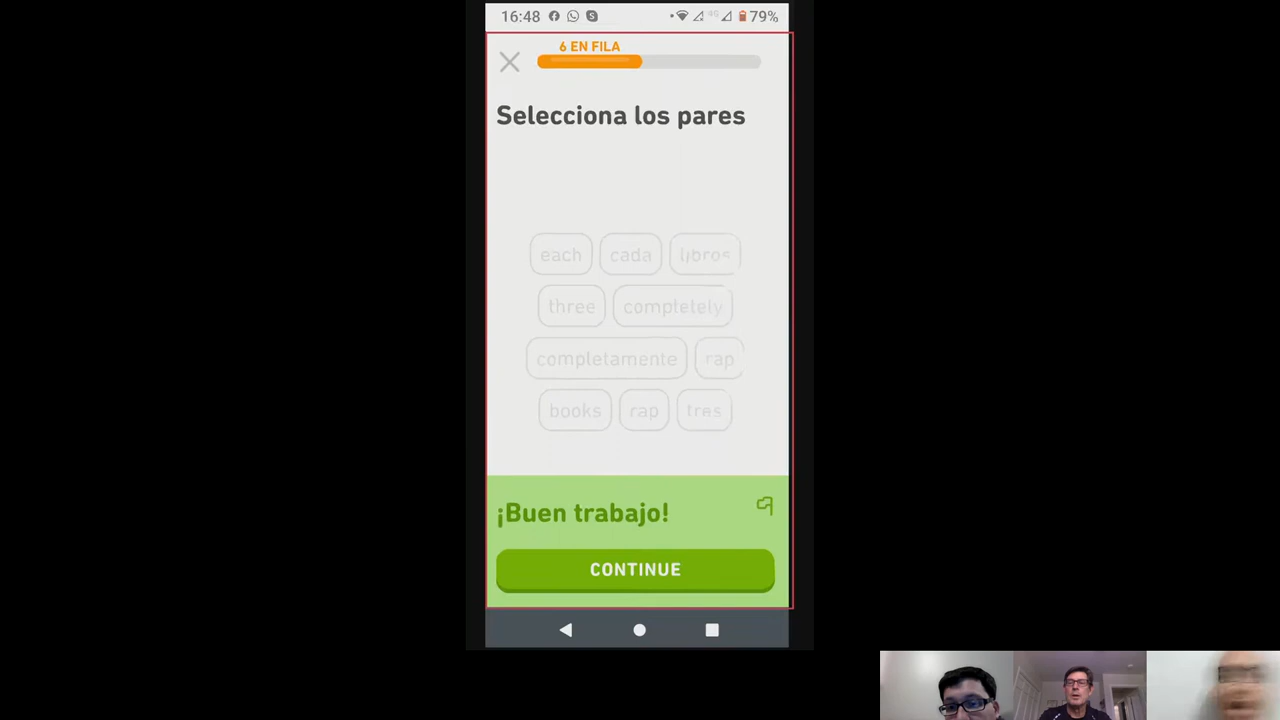 16:48 4G 79%
6 EN FILA
Selecciona los pares
each cada libros
three completely
completamente rap
books rap tres
¡Buen trabajo!
CONTINUE